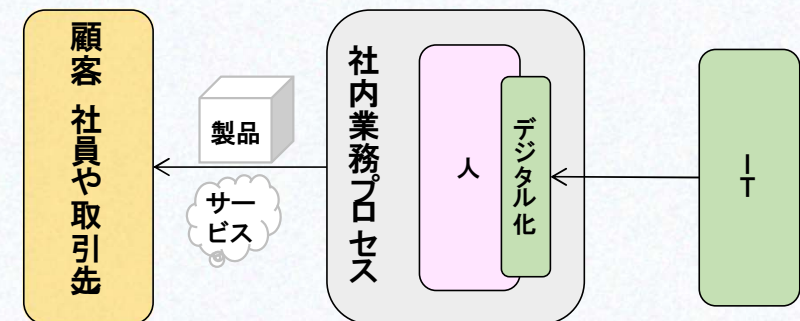 顧客 社員や取引先
製品
サー
ビス
社内業務プロセス
人
デジタル化
IT